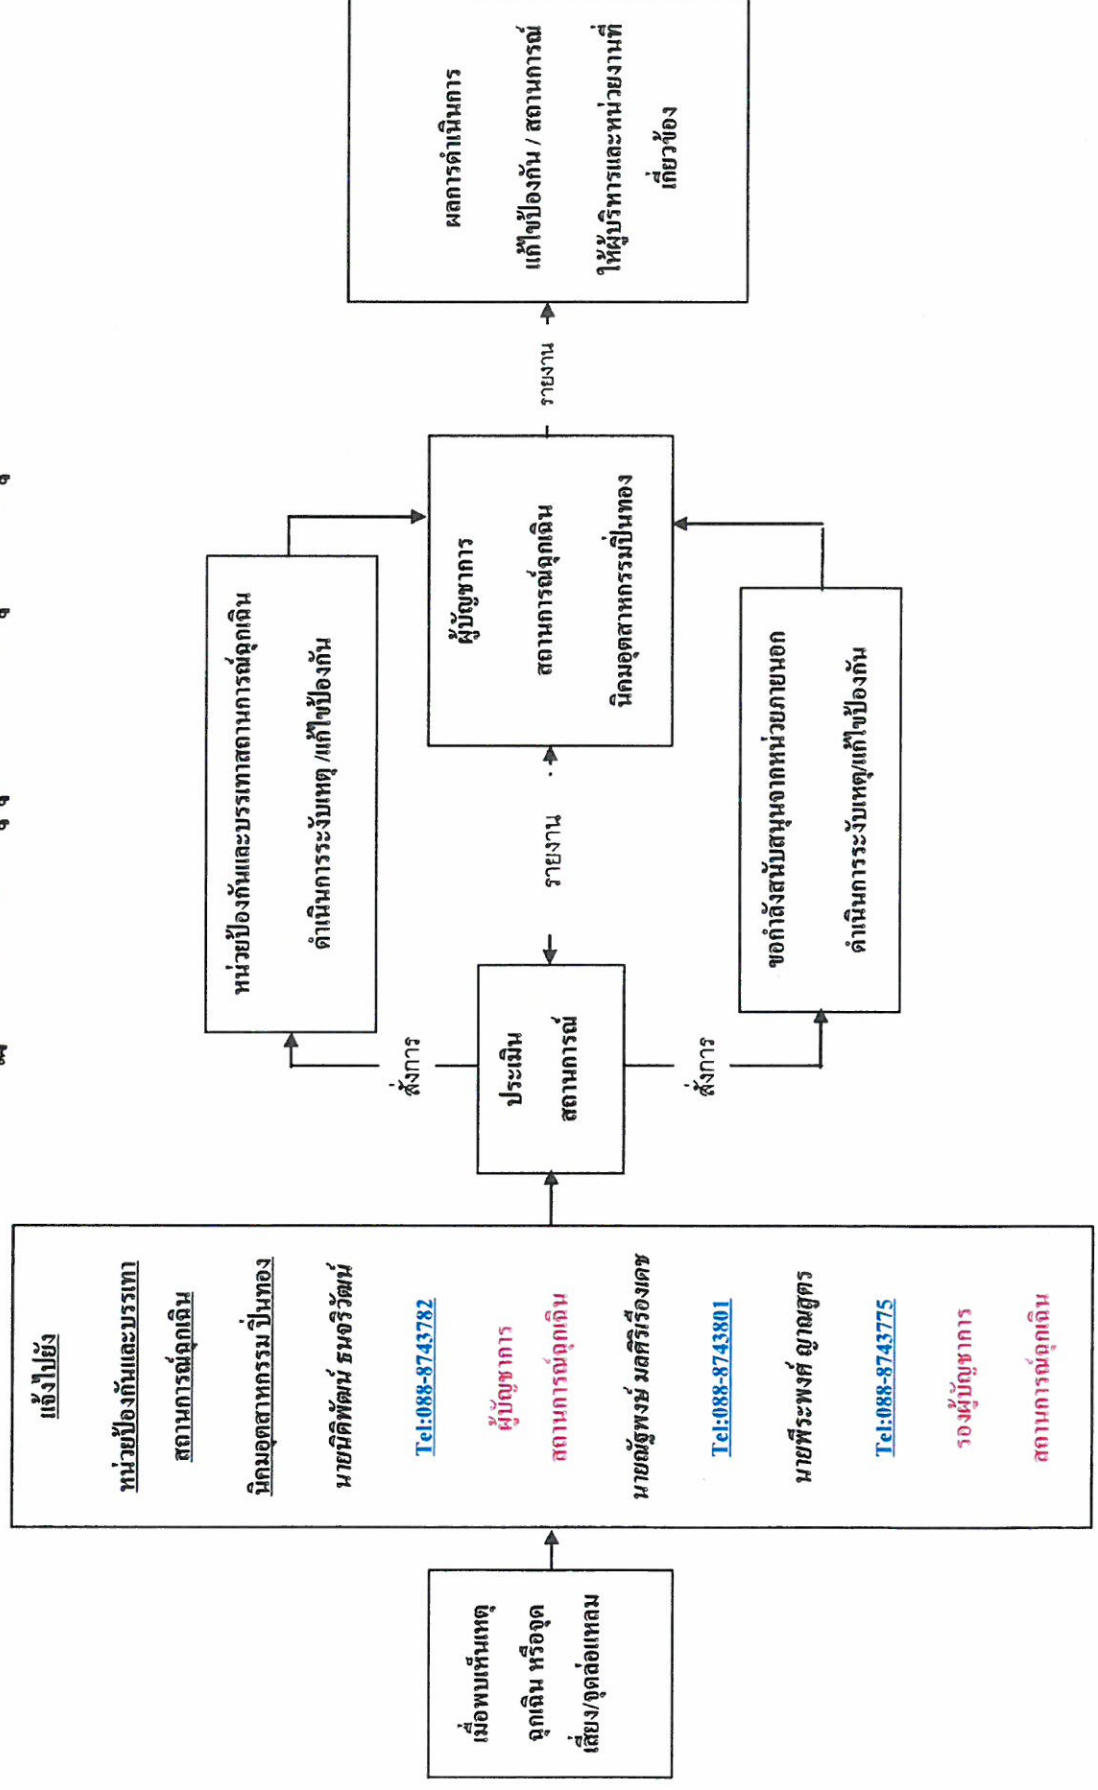 เมื่อพบเห็นเหตุ
ฉุกเฉิน หรือจุด
เสี่ยง/จุดล่อแหลม
แจ้งไปยัง
หน่วยป้องกันและบรรเทา
สถานการณ์ฉุกเฉิน
นิคมอุตสาหกรรม ปิ่นทอง
นายนิติพัฒน์ ธนจริวัฒน์
Tel:088-8743782
ผู้บัญชาการ
สถานการณ์ฉุกเฉิน
นายณัฐพงษ์ มลศิริเรืองเดช
Tel:088-8743801
นายพีระพงศ์ ญาณสูตร
Tel:088-8743775
รองผู้บัญชาการ
สถานการณ์ฉุกเฉิน
ประเมิน
สถานการณ์
สั่งการ
สั่งการ
หน่วยป้องกันและบรรเทาสถานการณ์ฉุกเฉิน
ดำเนินการระงับเหตุ /แก้ไขป้องกัน
รายงาน
ขอกำลังสนับสนุนจากหน่วยภายนอก
ดำเนินการระงับเหตุ/แก้ไขป้องกัน
ผู้บัญชาการ
สถานการณ์ฉุกเฉิน
นิคมอุตสาหกรรมปิ่นทอง
รายงาน
ผลการดำเนินการ
แก้ไขป้องกัน / สถานการณ์
ให้ผู้บริหารและหน่วยงานที่
เกี่ยวข้อง